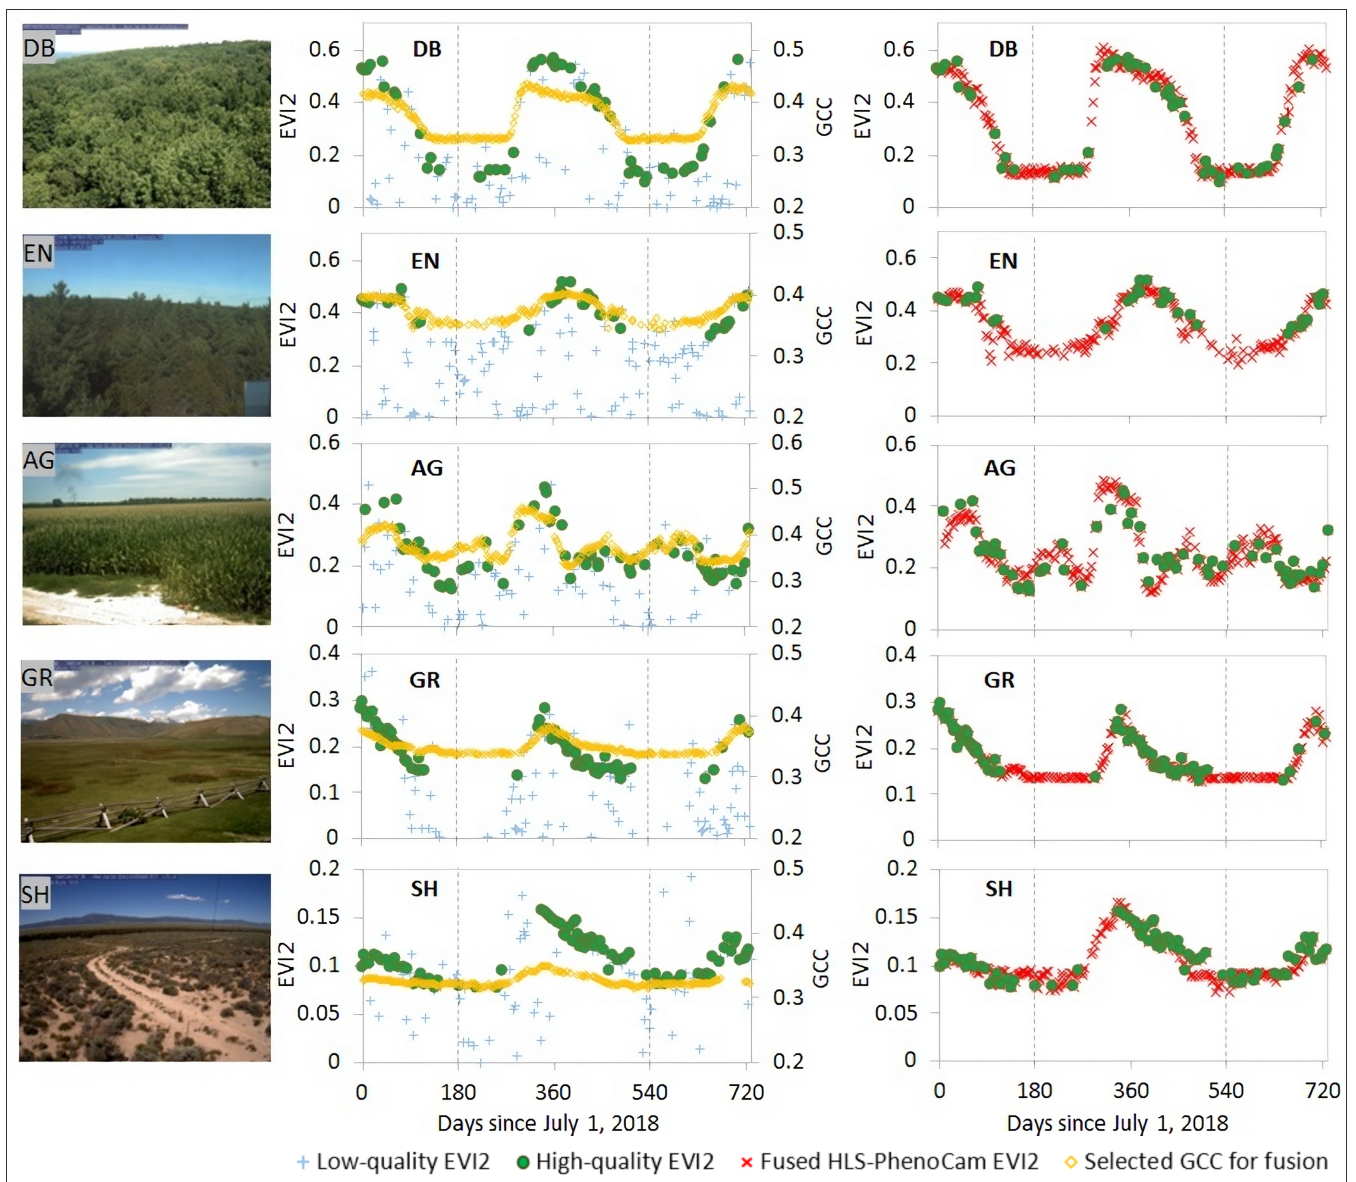 DB
DB
EVI2
0.6
0.4
0.2
0
GCC
0.5
0.4
0.3
0.2
DB
EVI2
0.6
0.4
0.2
0
EN
EN
EVI2
0.6
0.4
0.2
0
GCC
0.5
0.4
0.3
0.2
EN
EVI2
0.6
0.4
0.2
0
AG
AG
EVI2
0.6
0.4
0.2
0
GCC
0.6
0.5
0.4
0.3
0.2
AG
EVI2
0.6
0.4
0.2
0
GR
GR
EVI2
0.4
0.3
0.2
0.1
0
GCC
0.5
0.4
0.3
0.2
GR
EVI2
0.4
0.3
0.2
0.1
0
SH
SH
EVI2
0.2
0.15
0.1
0.05
0
GCC
0.5
0.4
0.3
0.2
SH
EVI2
0.2
0.15
0.1
0.05
0
0 180 360 540 720
Days since July 1, 2018
0 180 360 540 720
Days since July 1, 2018
Low-quality EVI2 High-quality EVI2 Fused HLS-PhenoCam EVI2 Selected GCC for fusion